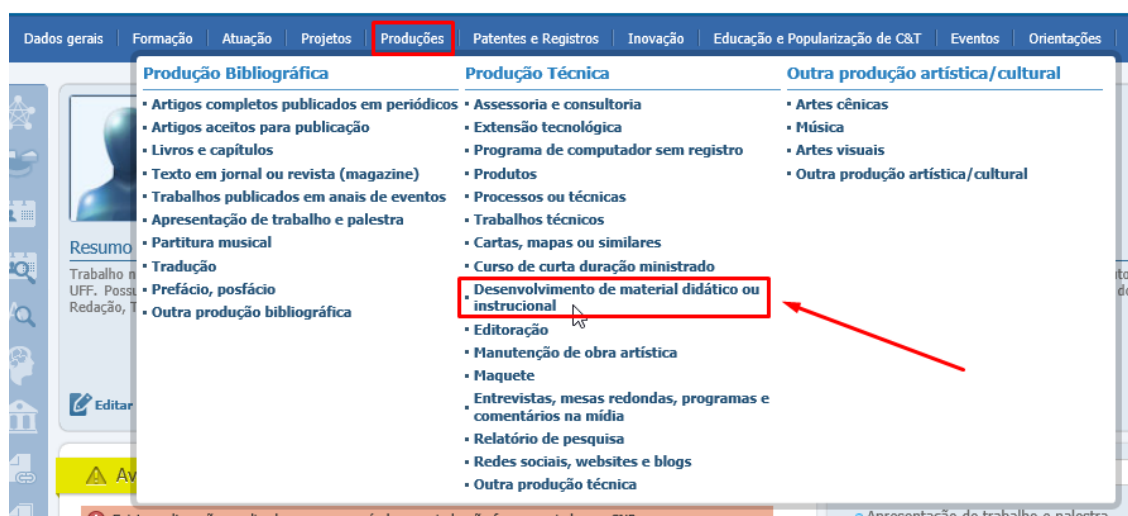 Dados gerais
Formação
Atuação
Projetos
Produções
Patentes e Registros
Inovação
Educação e Popularização de C&T
Eventos
Orientações
Produção Bibliográfica
▪ Artigos completos publicados em periódicos
▪ Artigos aceitos para publicação
▪ Livros e capítulos
▪ Texto em jornal ou revista (magazine)
▪ Trabalhos publicados em anais de eventos
▪ Apresentação de trabalho e palestra
▪ Partitura musical
▪ Tradução
▪ Prefácio, posfácio
▪ Outra produção bibliográfica
Produção Técnica
▪ Assessoria e consultoria
▪ Extensão tecnológica
▪ Programa de computador sem registro
▪ Produtos
▪ Processos ou técnicas
▪ Trabalhos técnicos
▪ Cartas, mapas ou similares
▪ Curso de curta duração ministrado
▪ Desenvolvimento de material didático ou
instrucional
▪ Editoração
▪ Manutenção de obra artística
▪ Maquete
▪ Entrevistas, mesas redondas, programas e
comentários na mídia
▪ Relatório de pesquisa
▪ Redes sociais, websites e blogs
▪ Outra produção técnica
Outra produção artística/cultural
▪ Artes cênicas
▪ Música
▪ Artes visuais
▪ Outra produção artística/cultural
Resumo
Trabalho n
UFF. Possu
Redação, T
Editar
Av
Apresentação de trabalho e palestra